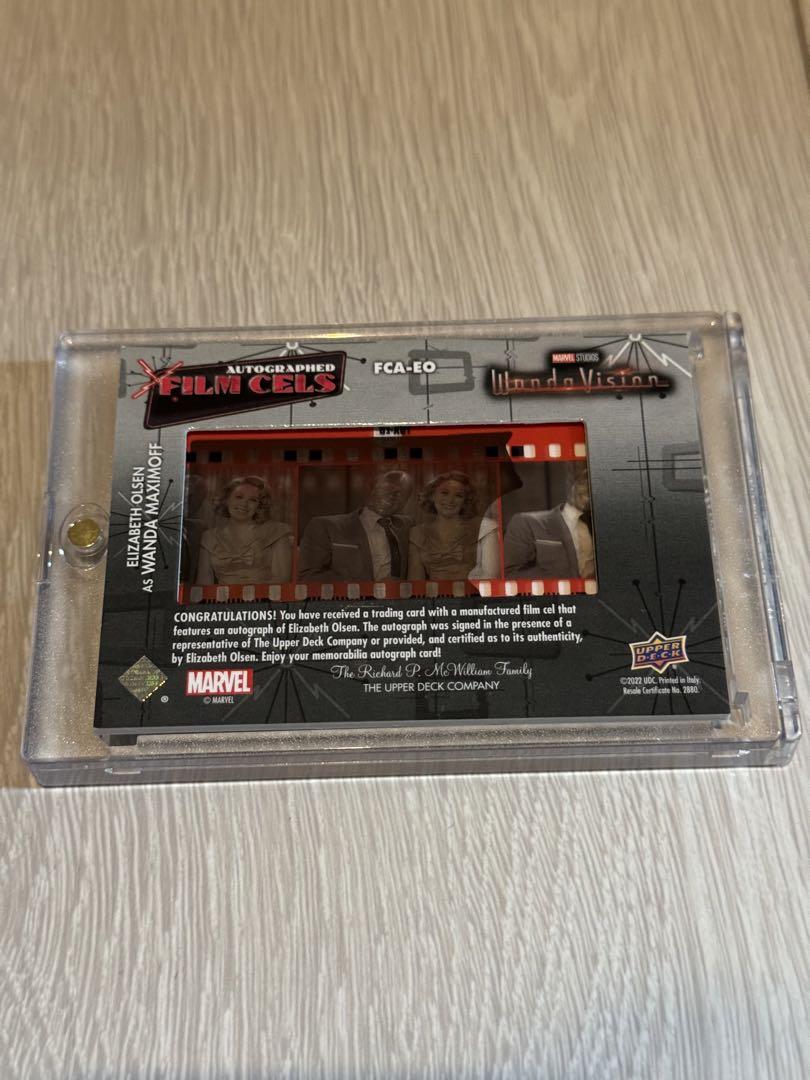 AUTOGRAPHED
FILM CELS
FCA-EO
MARVEL STUDIOS
WandaVision
ELIZABETH OLSEN
AS WANDA MAXIMOFF
CONGRATULATIONS! You have received a trading card with a manufactured film cel that
features an autograph of Elizabeth Olsen. The autograph was signed in the presence of a
representative of The Upper Deck Company or provided, and certified as to its authenticity,
by Elizabeth Olsen. Enjoy your memorabilia autograph card!
The Richard P. McWilliam Family
THE UPPER DECK COMPANY
®
MARVEL
© MARVEL
UPPER
DECK
©2022 UDC. Printed in Italy.
Resale Certificate No. 2880.